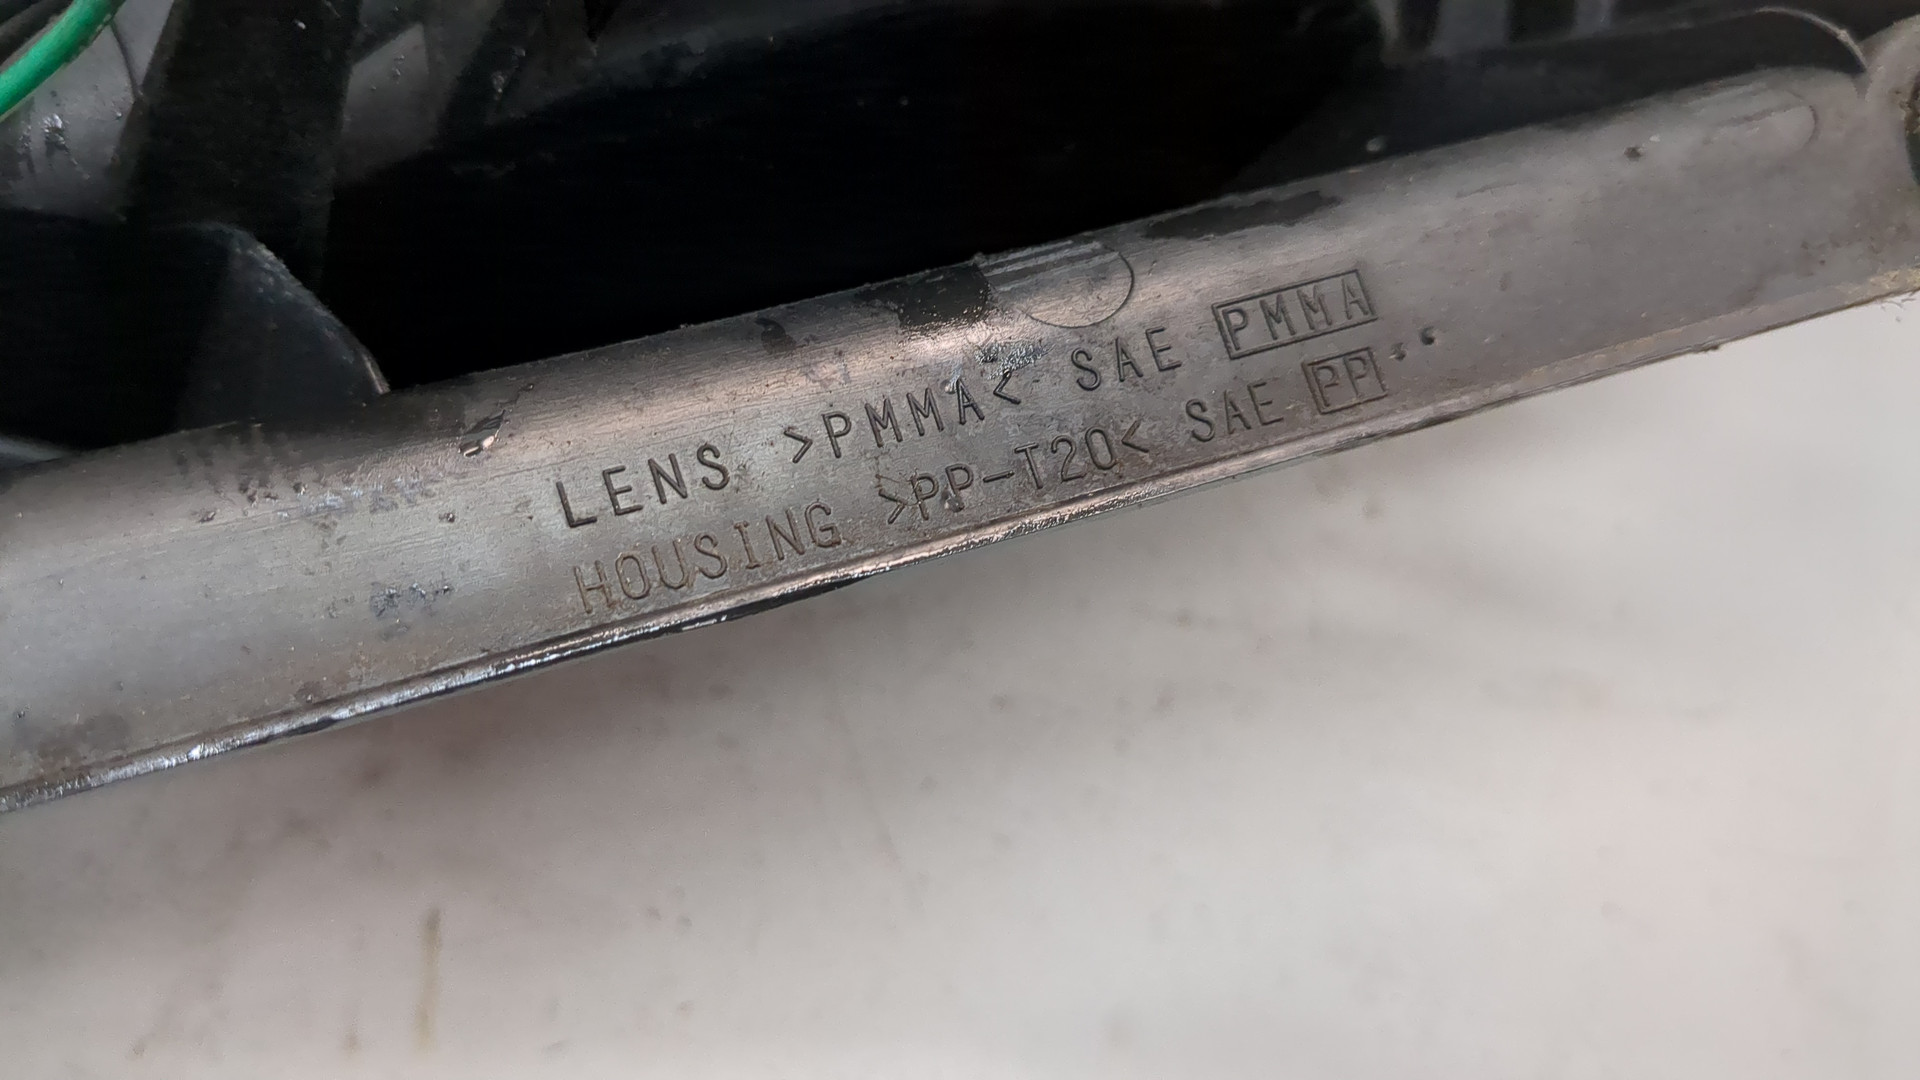 LENS >PMMA< SAE PMMA
HOUSING >PP-T20< SAE PP